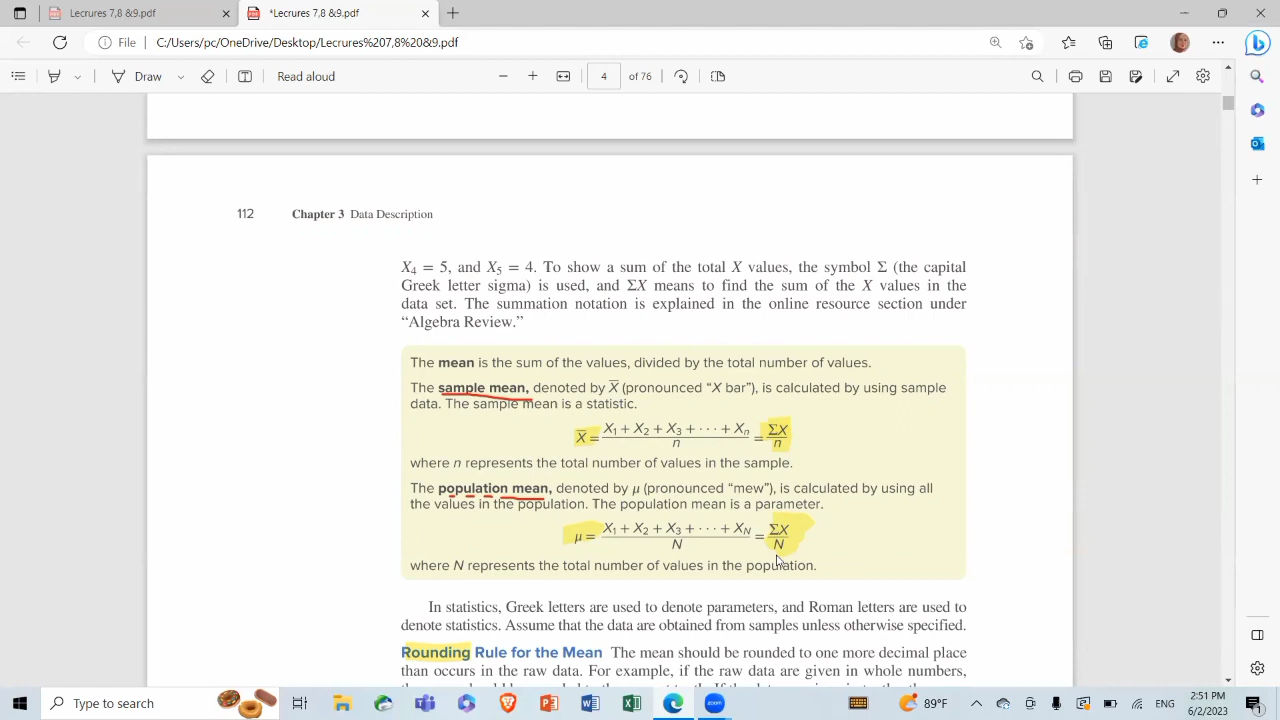 Lecrures 7,8 &9.pdf
*Lecrures 7,8 &9.pdf
File
C:/Users/pc/OneDrive/Desktop/Lecrures%207,8 &9.pdf
Draw
Read aloud
4
of 76
112
Chapter 3 Data Description
X₄ = 5, and X₅ = 4. To show a sum of the total X values, the symbol Σ (the capital
Greek letter sigma) is used, and ΣX means to find the sum of the X values in the
data set. The summation notation is explained in the online resource section under
“Algebra Review.”
The mean is the sum of the values, divided by the total number of values.
The sample mean, denoted by X̅ (pronounced “X bar”), is calculated by using sample
data. The sample mean is a statistic.
X̅ = (X₁ + X₂ + X₃ + · · · + Xₙ)/n = ΣX/n
where n represents the total number of values in the sample.
The population mean, denoted by μ (pronounced “mew”), is calculated by using all
the values in the population. The population mean is a parameter.
μ = (X₁ + X₂ + X₃ + · · · + X_N)/N = ΣX/N
where N represents the total number of values in the population.
In statistics, Greek letters are used to denote parameters, and Roman letters are used to
denote statistics. Assume that the data are obtained from samples unless otherwise specified.
Rounding Rule for the Mean The mean should be rounded to one more decimal place
than occurs in the raw data. For example, if the raw data are given in whole numbers,
Type to search
zoom
89°F
2:51 PM
6/2/2023